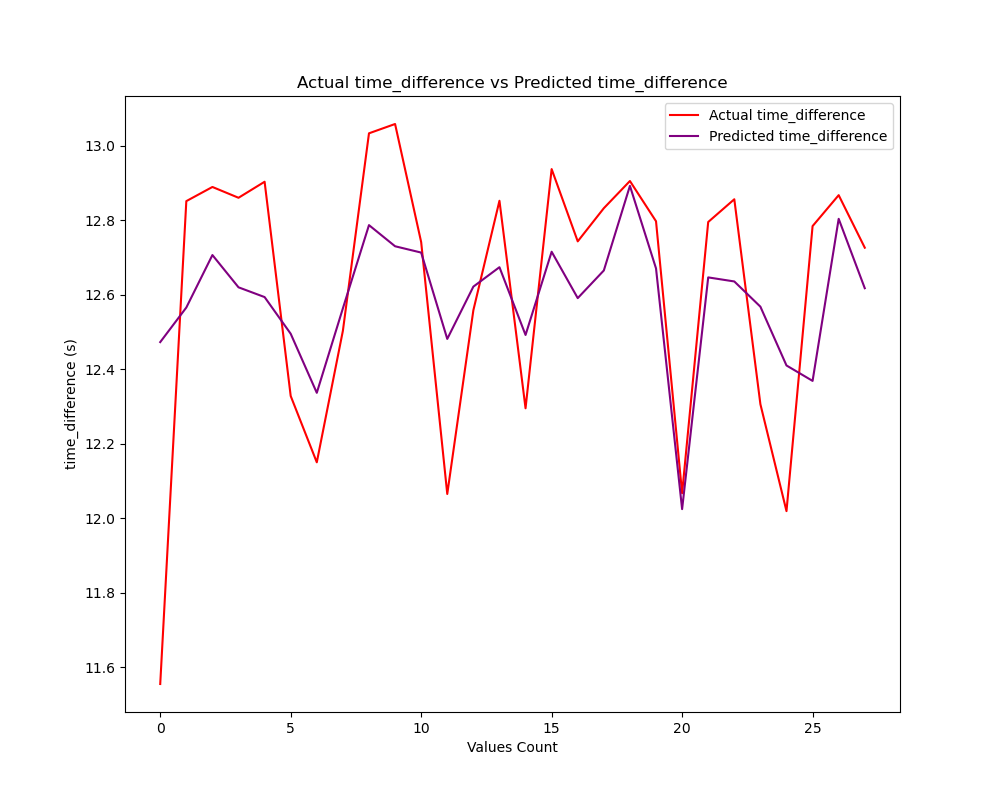 Actual time_difference vs Predicted time_difference
Actual time_difference
Predicted time_difference
time_difference (s)
13.0
12.8
12.6
12.4
12.2
12.0
11.8
11.6
0 5 10 15 20 25
Values Count